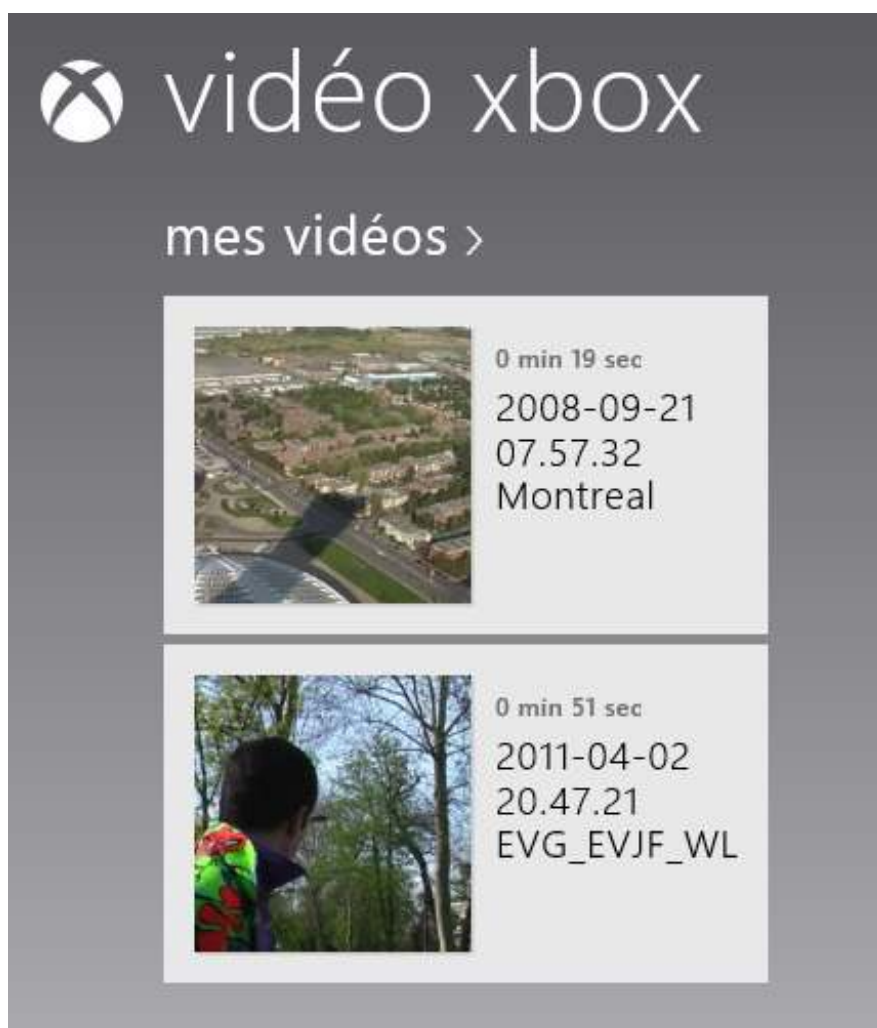 vidéo xbox
mes vidéos >
0 min 19 sec
2008-09-21
07.57.32
Montreal
0 min 51 sec
2011-04-02
20.47.21
EVG_EVJF_WL